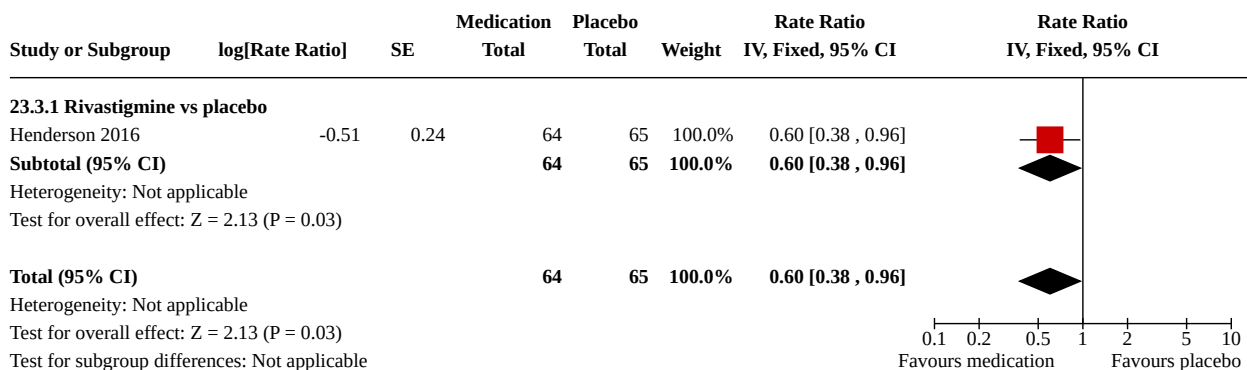 Medication Placebo Rate Ratio Rate Ratio
Study or Subgroup log[Rate Ratio] SE Total Total Weight IV, Fixed, 95% CI IV, Fixed, 95% CI
23.3.1 Rivastigmine vs placebo
Henderson 2016 -0.51 0.24 64 65 100.0% 0.60 [0.38 , 0.96]
Subtotal (95% CI) 64 65 100.0% 0.60 [0.38 , 0.96]
Heterogeneity: Not applicable
Test for overall effect: Z = 2.13 (P = 0.03)
Total (95% CI) 64 65 100.0% 0.60 [0.38 , 0.96]
Heterogeneity: Not applicable
Test for overall effect: Z = 2.13 (P = 0.03)
0.1 0.2 0.5 1 2 5 10
Test for subgroup differences: Not applicable Favours medication Favours placebo